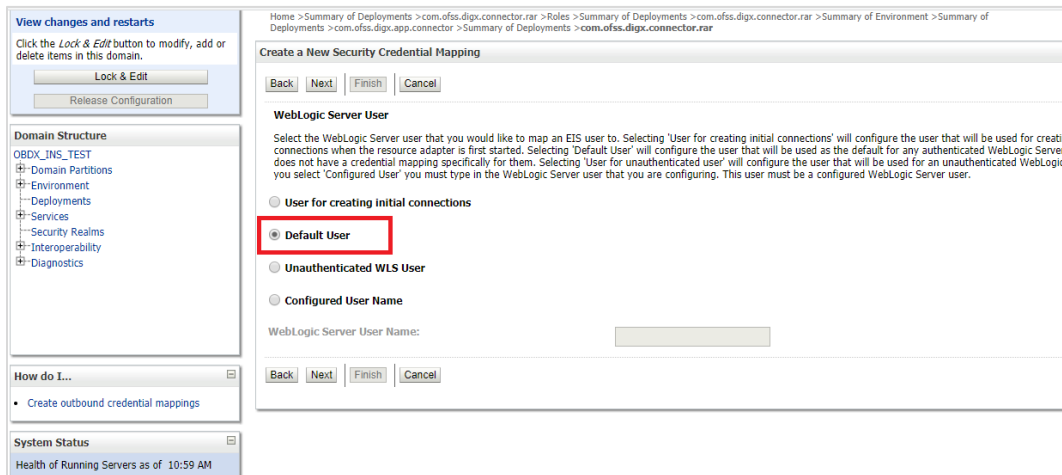 View changes and restarts
Click the Lock & Edit button to modify, add or
delete items in this domain.
Lock & Edit
Release Configuration
Domain Structure
OBDX_INS_TEST
Domain Partitions
Environment
Deployments
Services
Security Realms
Interoperability
Diagnostics
How do I...
Create outbound credential mappings
System Status
Health of Running Servers as of 10:59 AM
Home >Summary of Deployments >com.ofss.digx.connector.rar >Roles >Summary of Deployments >com.ofss.digx.connector.rar >Summary of Environment >Summary of
Deployments >com.ofss.digx.app.connector >Summary of Deployments >com.ofss.digx.connector.rar
Create a New Security Credential Mapping
Back Next Finish Cancel
WebLogic Server User
Select the WebLogic Server user that you would like to map an EIS user to. Selecting 'User for creating initial connections' will configure the user that will be used for creati
connections when the resource adapter is first started. Selecting 'Default User' will configure the user that will be used as the default for any authenticated WebLogic Server
does not have a credential mapping specifically for them. Selecting 'User for unauthenticated user' will configure the user that will be used for an unauthenticated WebLogic
you select 'Configured User' you must type in the WebLogic Server user that you are configuring. This user must be a configured WebLogic Server user.
User for creating initial connections
Default User
Unauthenticated WLS User
Configured User Name
WebLogic Server User Name:
Back Next Finish Cancel